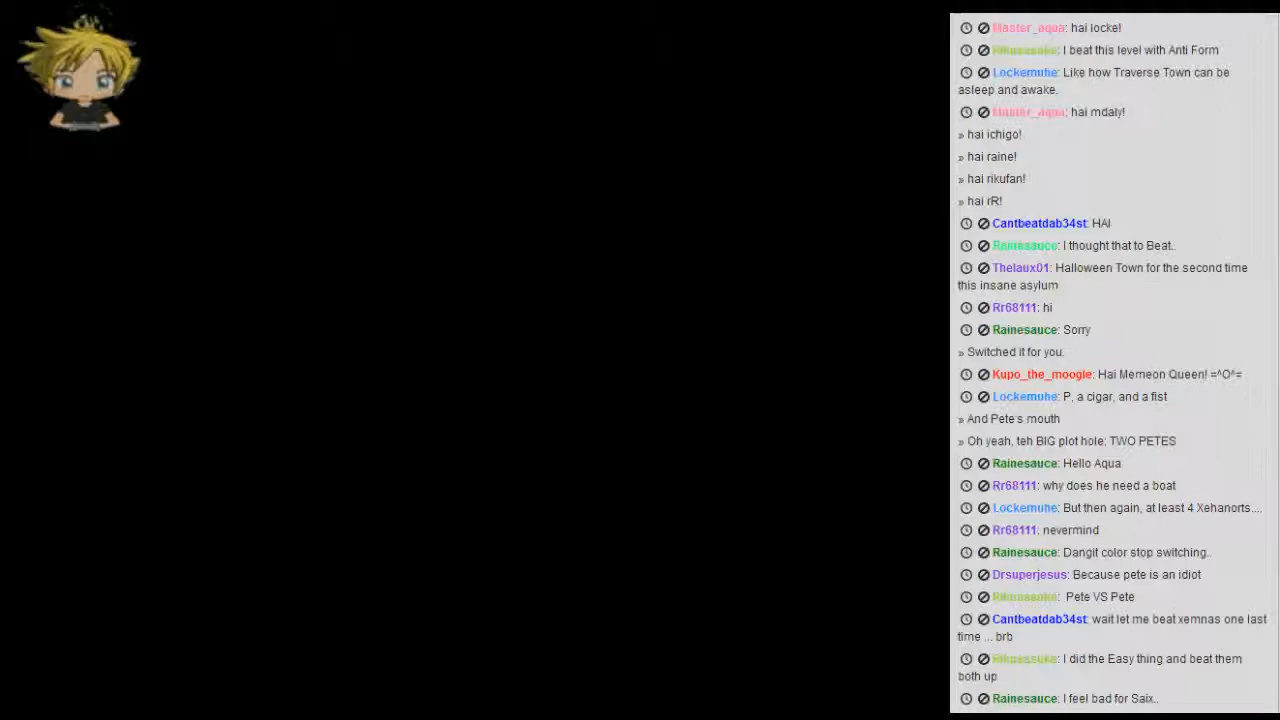 Master_aqua: hai locke!
Rikusasuke: I beat this level with Anti Form
Lockemuhe: Like how Traverse Town can be
asleep and awake.
Master_aqua: hai mdaly!
» hai ichigo!
» hai raine!
» hai rikufan!
» hai rR!
Cantbeatdab34st: HAI
Rainesauce: I thought that to Beat..
Thelaux01: Halloween Town for the second time
this insane asylum
Rr68111: hi
Rainesauce: Sorry
» Switched it for you.
Kupo_the_moogle: Hai Memeon Queen! =^O^=
Lockemuhe: P, a cigar, and a fist
» And Pete's mouth
» Oh yeah, teh BIG plot hole: TWO PETES
Rainesauce: Hello Aqua
Rr68111: why does he need a boat
Lockemuhe: But then again, at least 4 Xehanorts....
Rr68111: nevermind
Rainesauce: Dangit color stop switching..
Drsuperjesus: Because pete is an idiot
Rikusasuke: Pete VS Pete
Cantbeatdab34st: wait let me beat xemnas one last
time ... brb
Rikusasuke: I did the Easy thing and beat them
both up
Rainesauce: I feel bad for Saix..